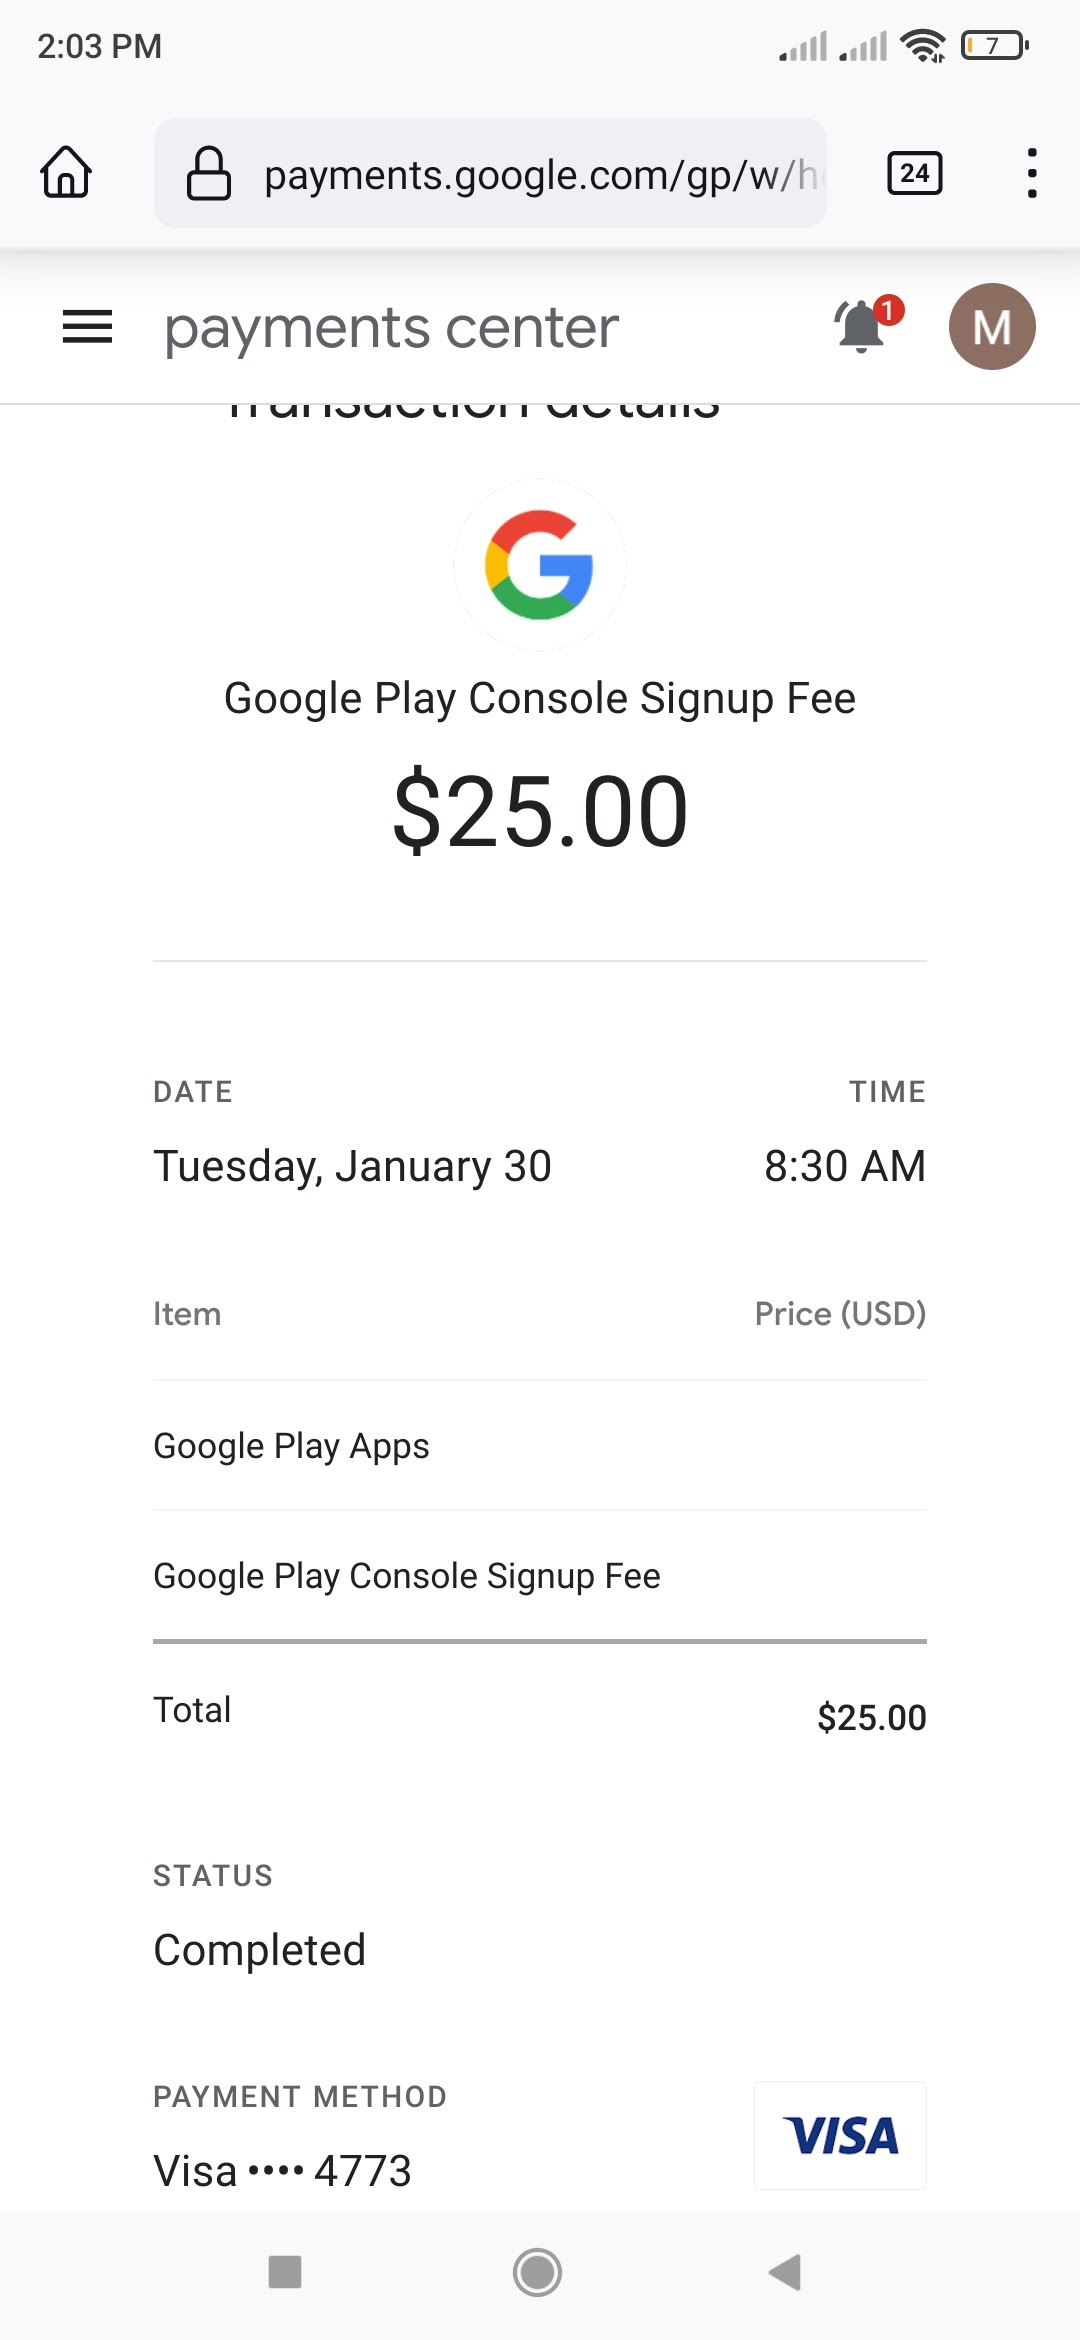 2:03 PM
7
payments.google.com/gp/w/h
24
payments center
1
M
Transaction details
Google Play Console Signup Fee
$25.00
DATE TIME
Tuesday, January 30 8:30 AM
Item Price (USD)
Google Play Apps
Google Play Console Signup Fee
Total $25.00
STATUS
Completed
PAYMENT METHOD
VISA
Visa •••• 4773